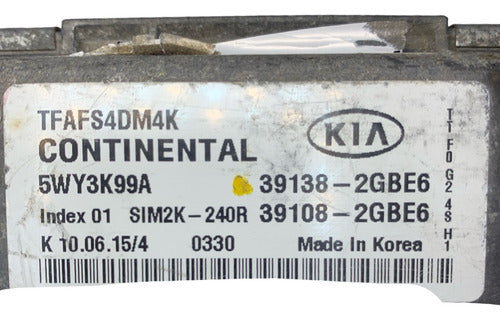 TFAFS4DM4K
CONTINENTAL
KIA
5WY3K99A 39138-2GBE6
Index 01 SIM2K-240R 39108-2GBE6
K 10.06.15/4 0330 Made In Korea
TTF0G248H1